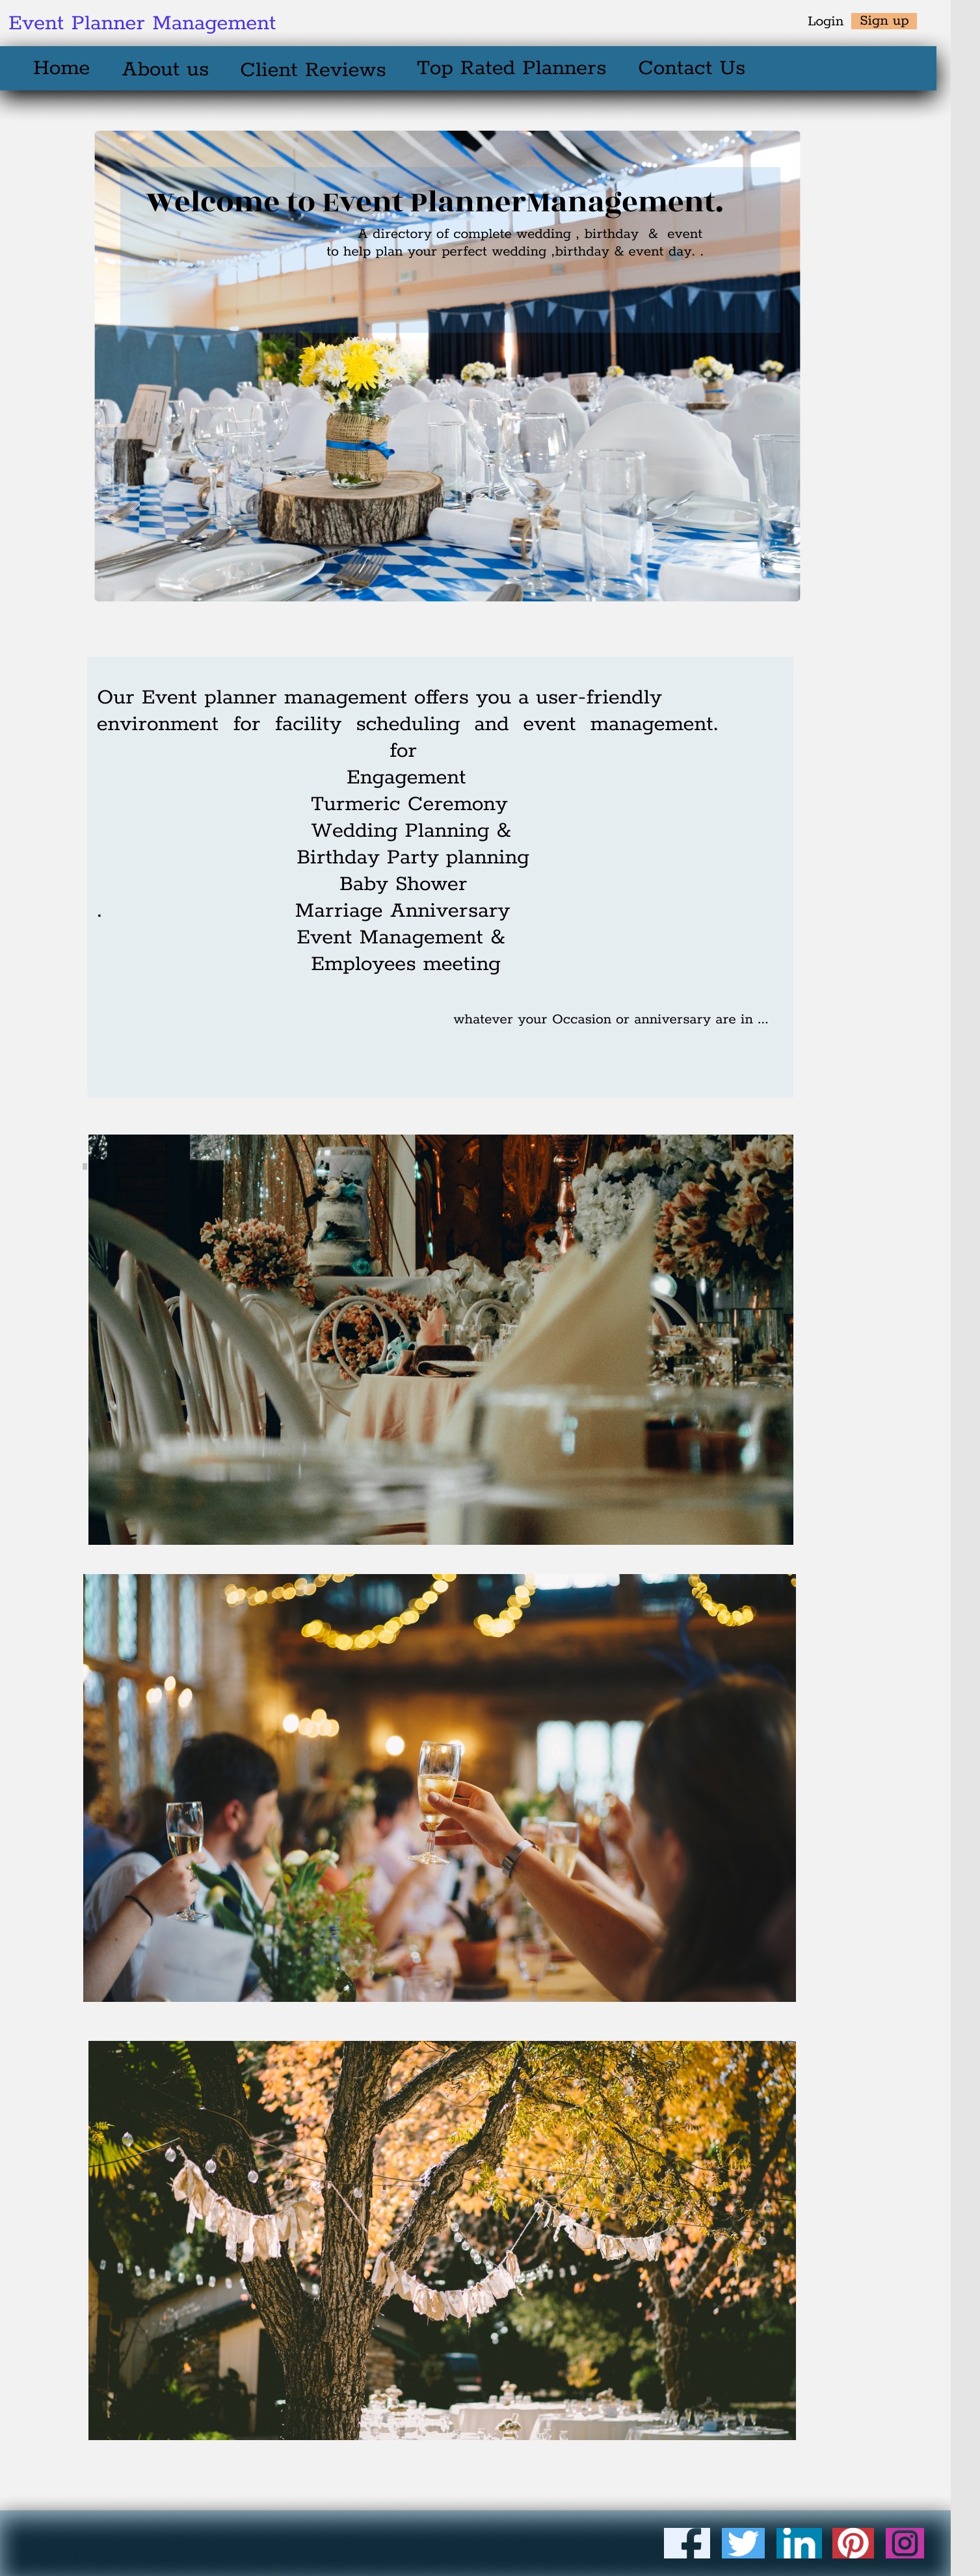 Event Planner Management
Login Sign up
Home About us Client Reviews Top Rated Planners Contact Us
Welcome to Event PlannerManagement.
A directory of complete wedding , birthday & event
to help plan your perfect wedding ,birthday & event day. .
Our Event planner management offers you a user-friendly
environment for facility scheduling and event management.
for
Engagement
Turmeric Ceremony
Wedding Planning &
Birthday Party planning
Baby Shower
. Marriage Anniversary
Event Management &
Employees meeting
whatever your Occasion or anniversary are in ...